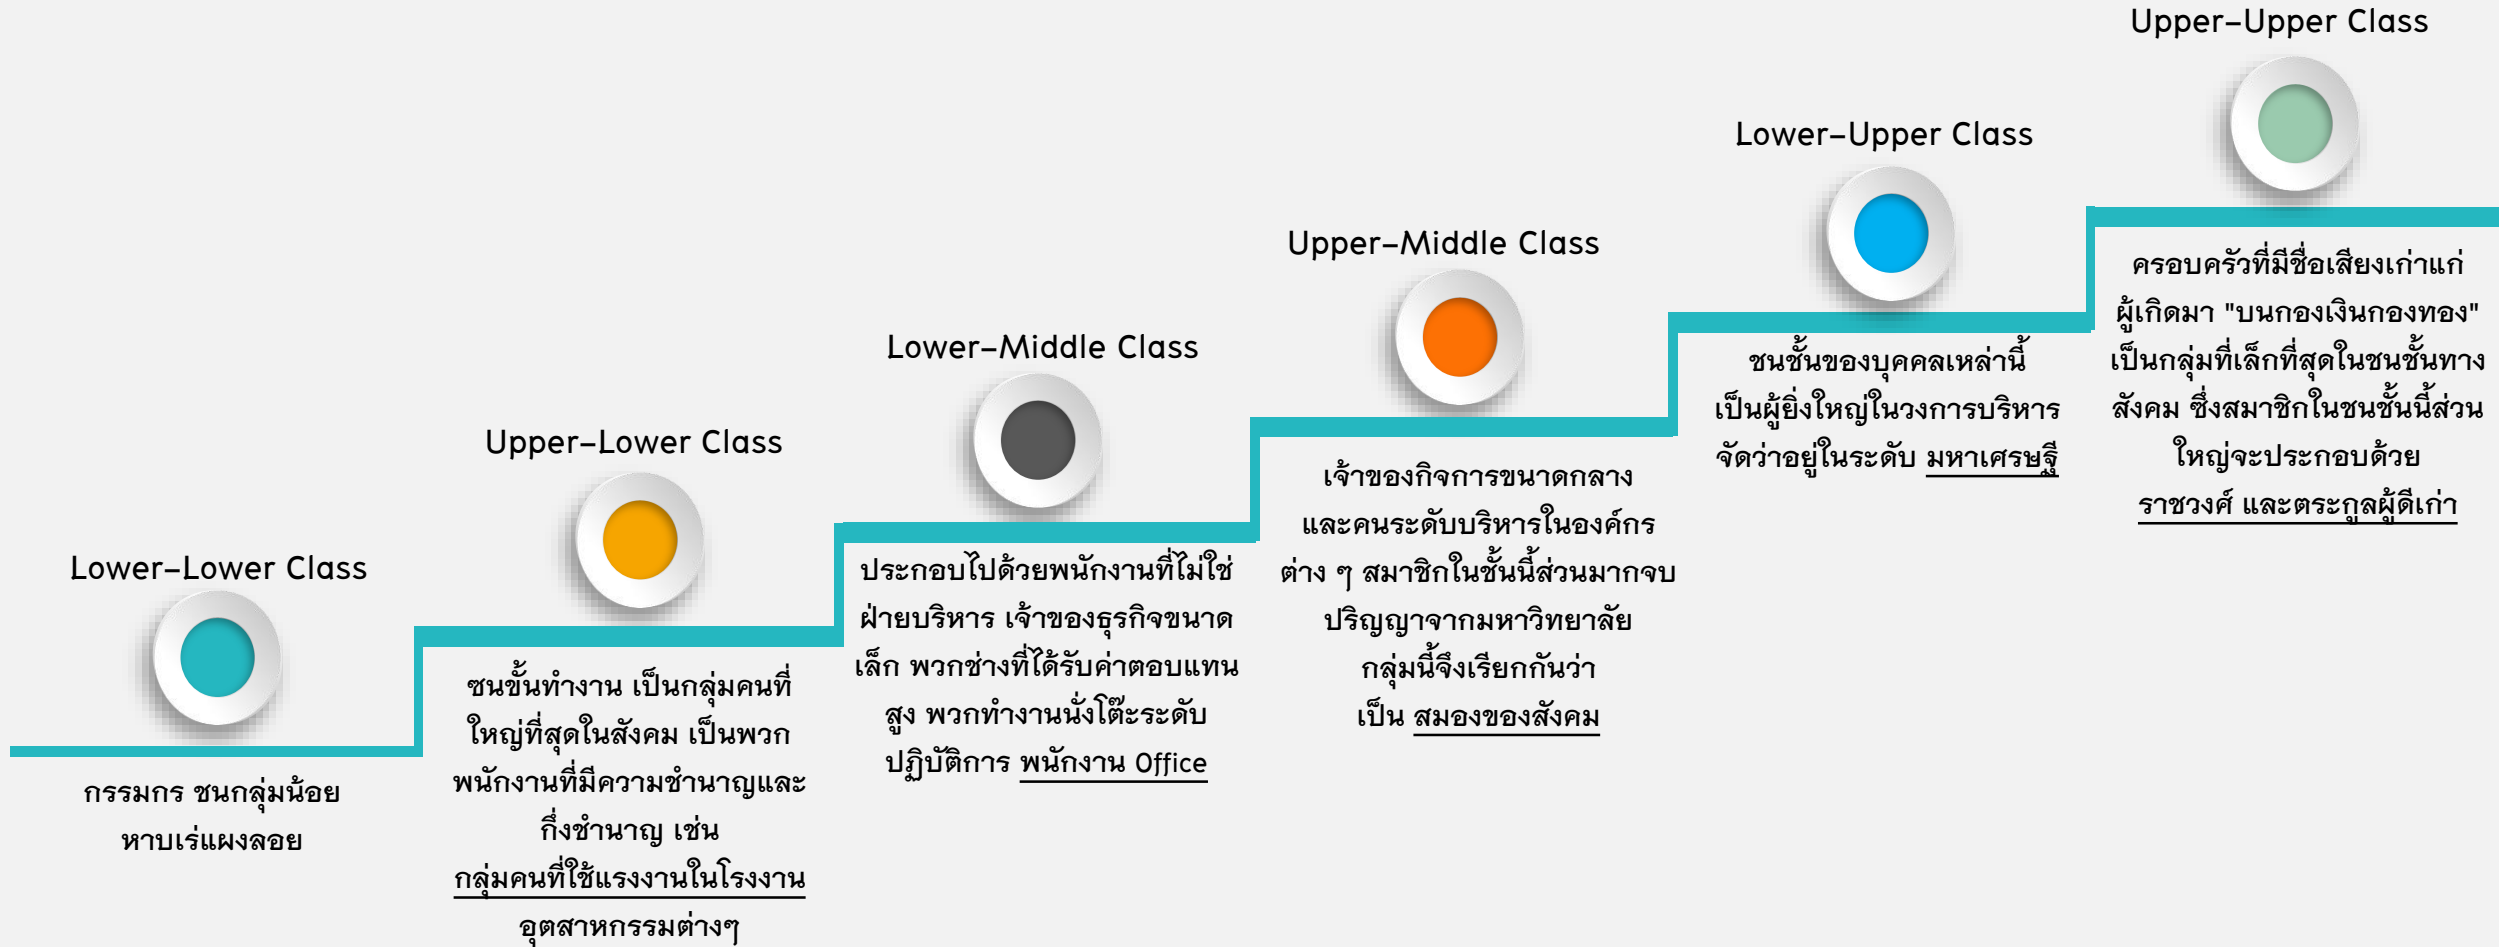 Lower-Lower Class
กรรมกร ชนกลุ่มน้อย
หาบเร่แผงลอย
Upper-Lower Class
ชนชั้นทำงาน เป็นกลุ่มคนที่
ใหญ่ที่สุดในสังคม เป็นพวก
พนักงานที่มีความชำนาญและ
กึ่งชำนาญ เช่น
กลุ่มคนที่ใช้แรงงานในโรงงาน
อุตสาหกรรมต่างๆ
Lower-Middle Class
ประกอบไปด้วยพนักงานที่ไม่ใช่
ฝ่ายบริหาร เจ้าของธุรกิจขนาด
เล็ก พวกช่างที่ได้รับค่าตอบแทน
สูง พวกทำงานนั่งโต๊ะระดับ
ปฏิบัติการ พนักงาน Office
Upper-Middle Class
เจ้าของกิจการขนาดกลาง
และคนระดับบริหารในองค์กร
ต่าง ๆ สมาชิกในชั้นนี้ส่วนมากจบ
ปริญญาจากมหาวิทยาลัย
กลุ่มนี้จึงเรียกกันว่า
เป็น สมองของสังคม
Lower-Upper Class
ชนชั้นของบุคคลเหล่านี้
เป็นผู้ยิ่งใหญ่ในวงการบริหาร
จัดว่าอยู่ในระดับ มหาเศรษฐี
Upper-Upper Class
ครอบครัวที่มีชื่อเสียงเก่าแก่
ผู้เกิดมา "บนกองเงินกองทอง"
เป็นกลุ่มที่เล็กที่สุดในชนชั้นทาง
สังคม ซึ่งสมาชิกในชนชั้นนี้ส่วน
ใหญ่จะประกอบด้วย
ราชวงศ์ และตระกูลผู้ดีเก่า